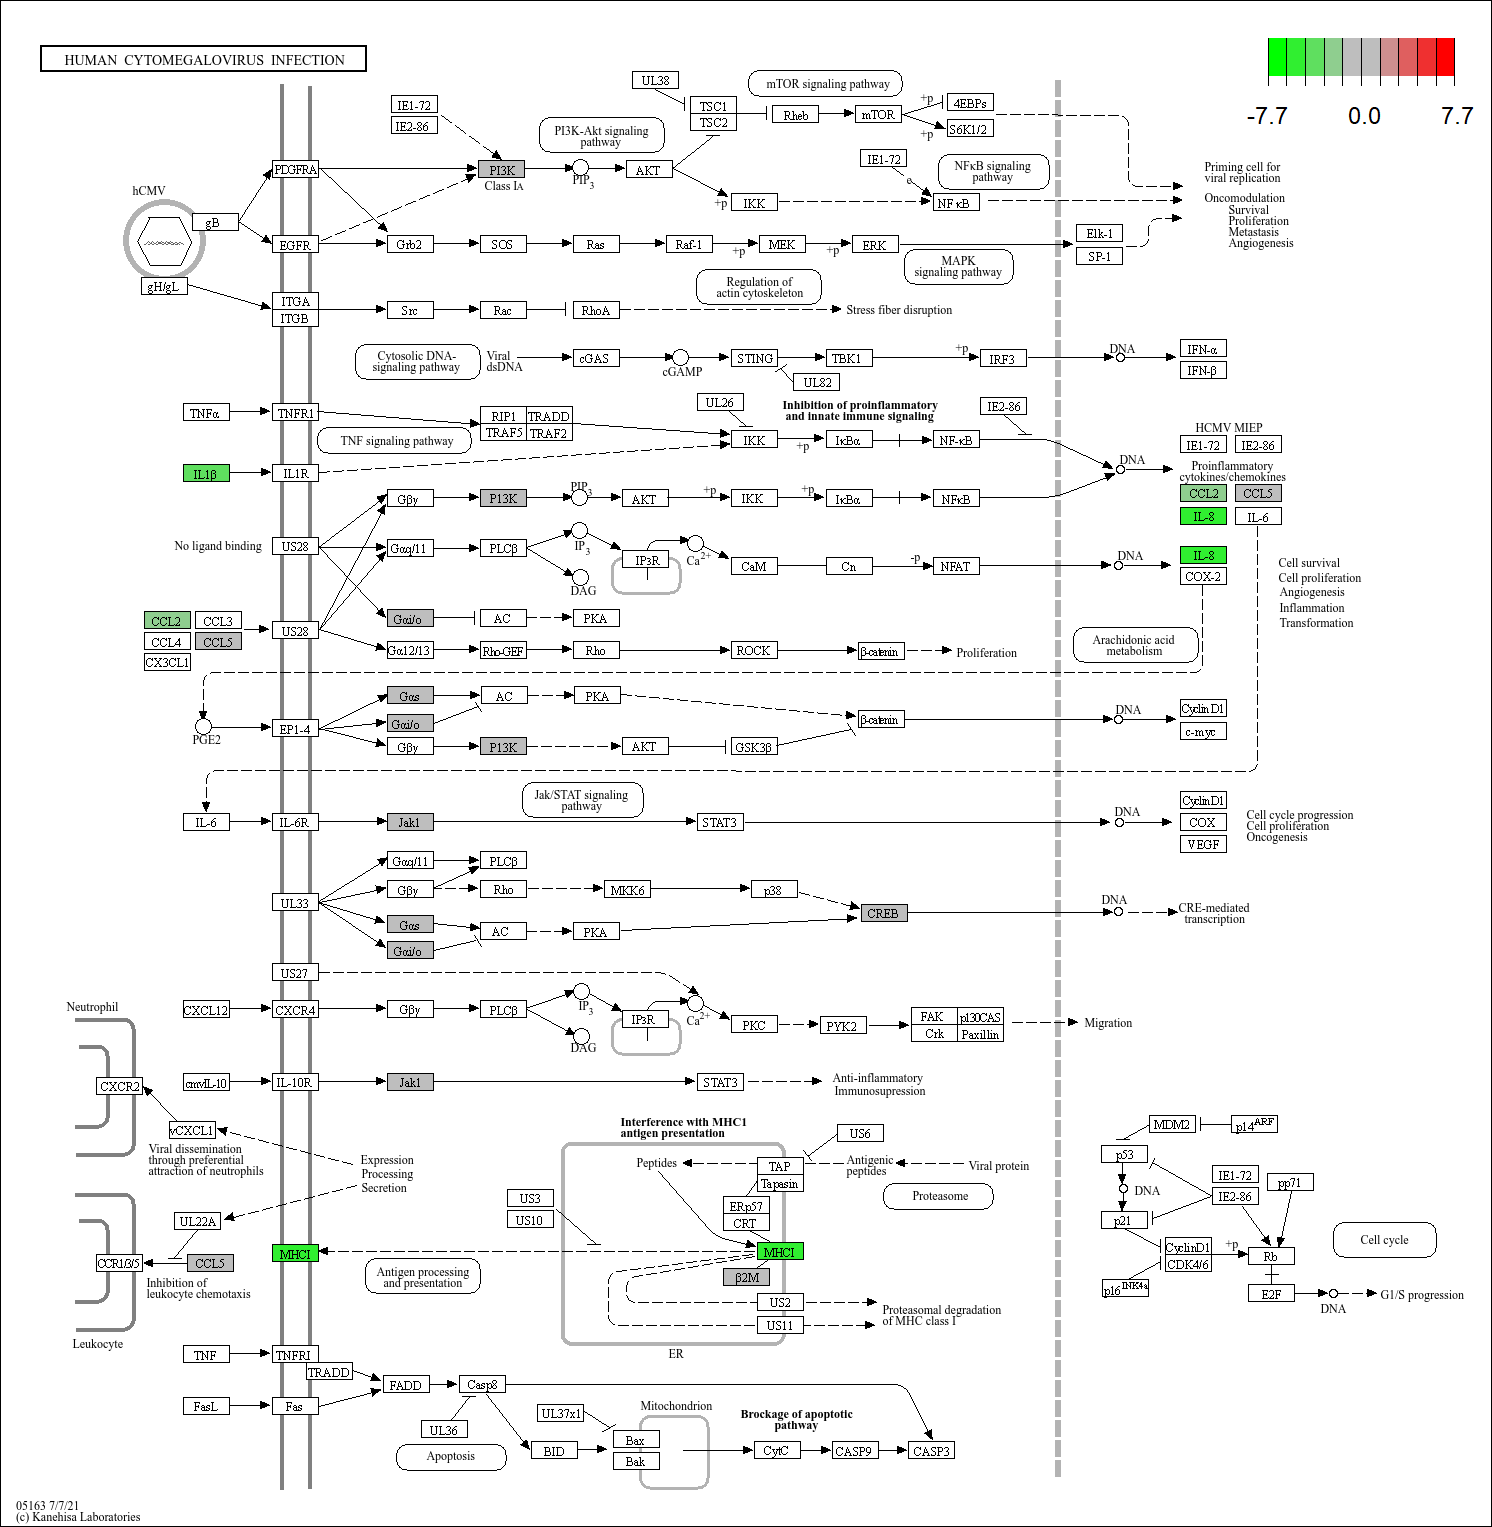 HUMAN CYTOMEGALOVIRUS INFECTION
-7.7 0.0 7.7
UL38
mTOR signaling pathway
IE1-72
IE2-86
TSC1
TSC2
Rheb
mTOR
+p
4EBPs
S6K1/2
+p
PI3K-Akt signaling
pathway
PDGFRA
PI3K
Class IA
PIP3
AKT
IE1-72
e
NFκB signaling
pathway
+p
IKK
NFκB
Priming cell for
viral replication
Oncomodulation
Survival
Proliferation
Metastasis
Angiogenesis
hCMV
gB
EGFR
Grb2
SOS
Ras
Raf-1
+p
MEK
+p
ERK
Elk-1
SP-1
MAPK
signaling pathway
gH/gL
ITGA
ITGB
Src
Rac
RhoA
Regulation of
actin cytoskeleton
Stress fiber disruption
Cytosolic DNA-
signaling pathway
Viral
dsDNA
cGAS
cGAMP
STING
TBK1
+p
IRF3
DNA
IFN-α
IFN-β
UL82
TNFα
TNFR1
RIP1
TRADD
TRAF5
TRAF2
TNF signaling pathway
UL26
Inhibition of proinflammatory
and innate immune signaling
IE2-86
IKK
+p
IκBα
NF-κB
DNA
HCMV MIEP
IE1-72
IE2-86
Proinflammatory
cytokines/chemokines
CCL2
CCL5
IL-8
IL-6
IL1β
IL1R
Gβγ
P13K
PIP3
AKT
+p
IKK
+p
IκBα
NFκB
No ligand binding
US28
Gαq/11
PLCβ
IP3
DAG
IP3R
Ca2+
CaM
Cn
-p
NFAT
DNA
IL-8
COX-2
Cell survival
Cell proliferation
Angiogenesis
Inflammation
Transformation
CCL2
CCL3
CCL4
CCL5
CX3CL1
US28
Gαi/o
AC
PKA
Gα12/13
Rho-GEF
Rho
ROCK
β-catenin
Proliferation
Arachidonic acid
metabolism
PGE2
EP1-4
Gαs
AC
PKA
Gαi/o
Gβγ
P13K
AKT
GSK3β
β-catenin
DNA
Cyclin D1
c-myc
Jak/STAT signaling
pathway
IL-6
IL-6R
Jak1
STAT3
DNA
Cyclin D1
COX
VEGF
Cell cycle progression
Cell proliferation
Oncogenesis
UL33
Gαq/11
PLCβ
Gβγ
Rho
MKK6
p38
Gαs
AC
PKA
CREB
Gαi/o
DNA
CRE-mediated
transcription
US27
CXCL12
CXCR4
Gβγ
PLCβ
IP3
DAG
IP3R
Ca2+
PKC
PYK2
FAK
p130CAS
Crk
Paxillin
Migration
Neutrophil
CXCR2
cmvIL-10
IL-10R
Jak1
STAT3
Anti-inflammatory
Immunosupression
vCXCL1
Viral dissemination
through preferential
attraction of neutrophils
Expression
Processing
Secretion
UL22A
CCR1/3/5
CCL5
Inhibition of
leukocyte chemotaxis
Leukocyte
Interference with MHC1
antigen presentation
US6
Peptides
TAP
Tapasin
Antigenic
peptides
Viral protein
Proteasome
US3
US10
ERp57
CRT
MHCI
MHCI
β2M
Antigen processing
and presentation
US2
US11
Proteasomal degradation
of MHC class I
ER
MDM2
p14ARF
p53
DNA
p21
IE1-72
IE2-86
pp71
CyclinD1
CDK4/6
+p
Rb
p16INK4a
E2F
DNA
G1/S progression
Cell cycle
TNF
TNFRI
TRADD
FADD
Casp8
FasL
Fas
UL36
Apoptosis
UL37x1
Mitochondrion
Brockage of apoptotic
pathway
BID
Bax
Bak
CytC
CASP9
CASP3
05163 7/7/21
(c) Kanehisa Laboratories